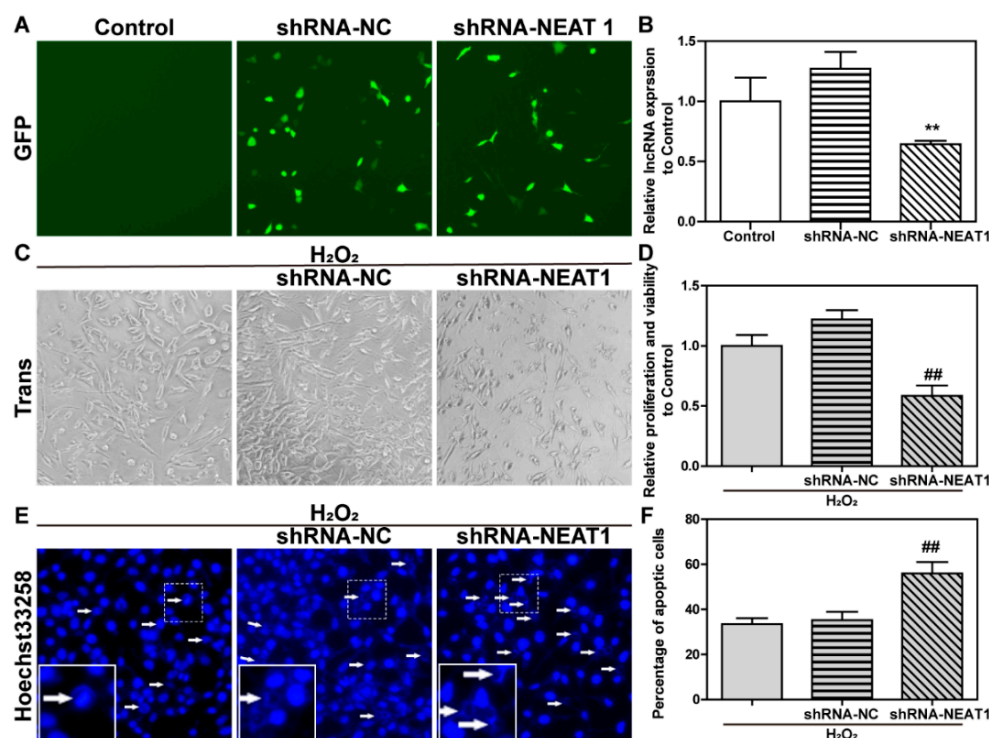 A
Control
shRNA-NC
shRNA-NEAT 1
GFP
B
Relative lncRNA exprssion
to Control
1.5
1.0
0.5
0.0
**
Control
shRNA-NC
shRNA-NEAT1
C
H₂O₂
shRNA-NC
shRNA-NEAT1
Trans
D
Relative proliferation and viability
to Control
1.5
1.0
0.5
0.0
##
shRNA-NC
shRNA-NEAT1
H₂O₂
E
H₂O₂
shRNA-NC
shRNA-NEAT1
Hoechst33258
F
Percentage of apoptic cells
80
60
40
20
0
##
shRNA-NC
shRNA-NEAT1
H₂O₂